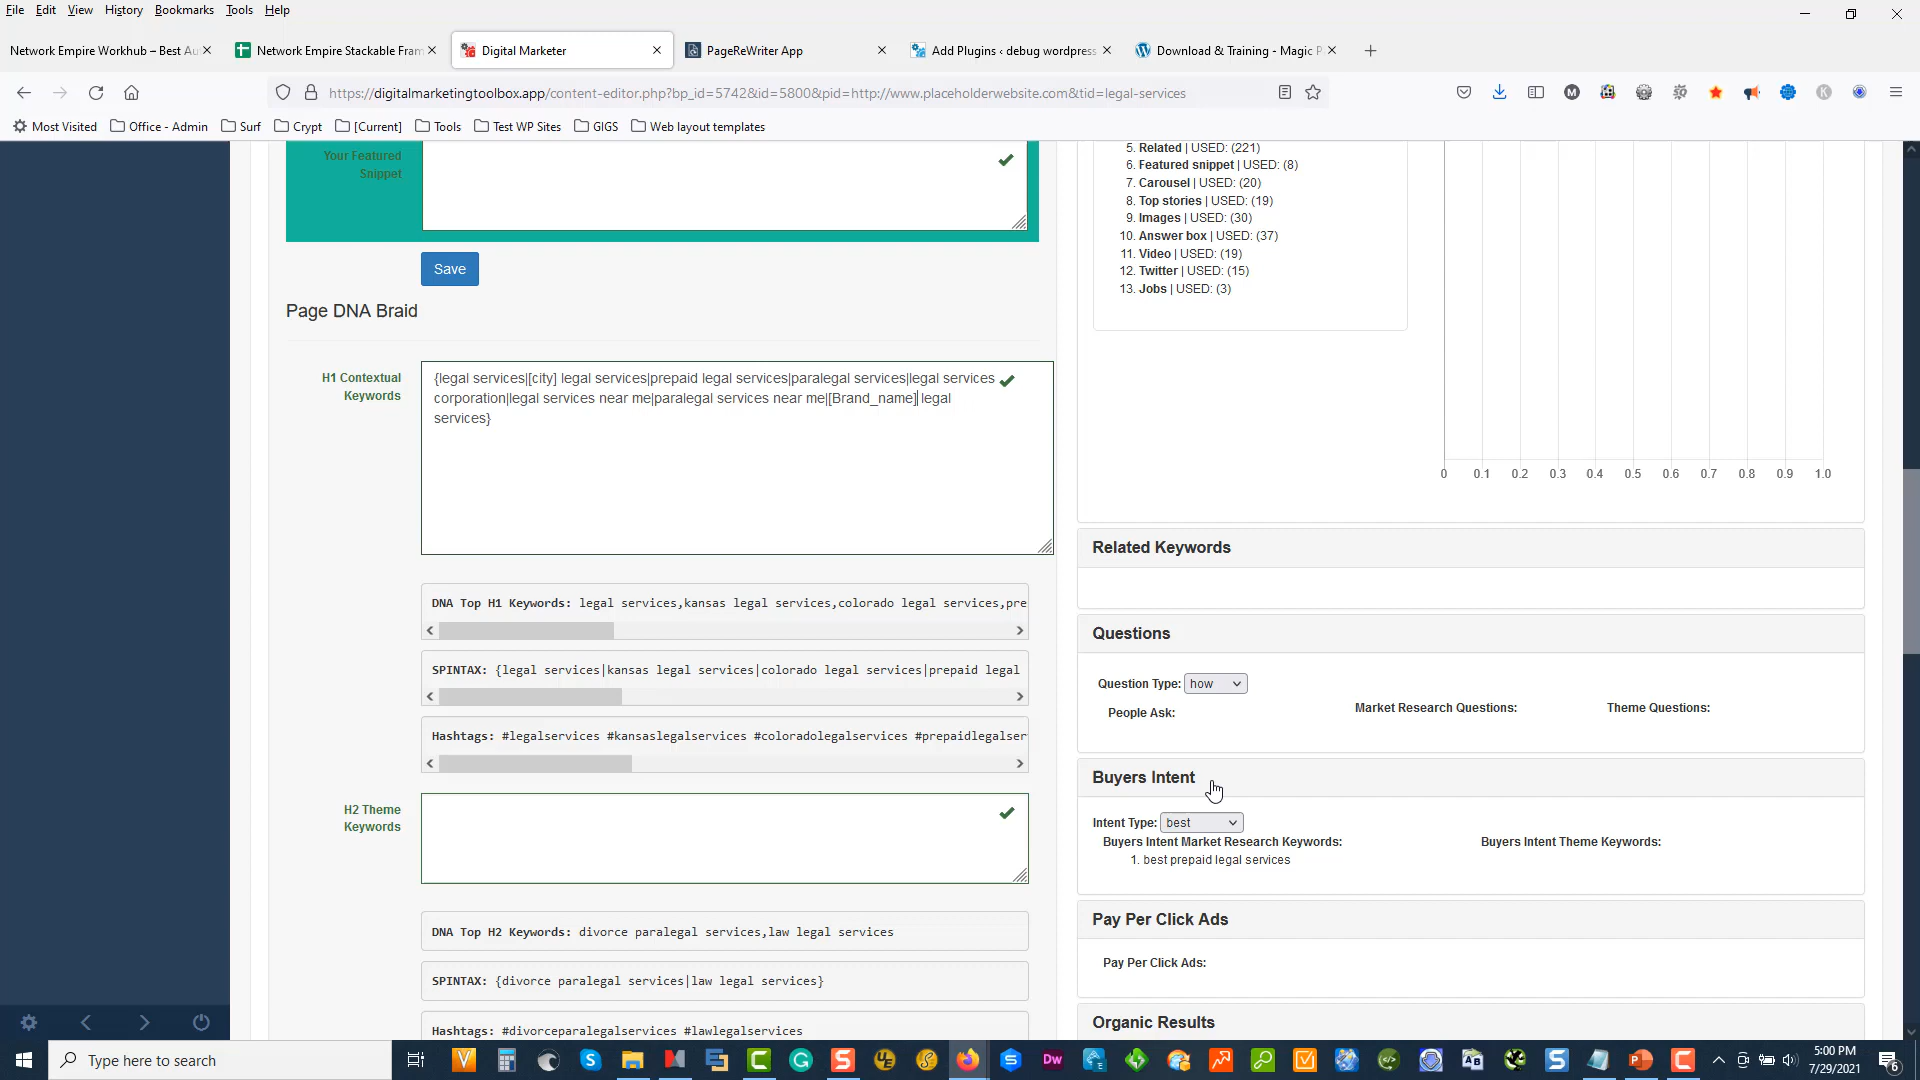 File Edit View History Bookmarks Tools Help
Network Empire Workhub – Best Au
Network Empire Stackable Fram
Digital Marketer
PageReWriter App
Add Plugins ‹ debug wordpress
Download & Training - Magic P
https://digitalmarketingtoolbox.app/content-editor.php?bp_id=5742&id=5800&pid=http://www.placeholderwebsite.com&tid=legal-services
Most Visited Office - Admin Surf Crypt [Current] Tools Test WP Sites GIGS Web layout templates
Your Featured
Snippet
Save
Page DNA Braid
H1 Contextual
Keywords
{legal services|[city] legal services|prepaid legal services|paralegal services|legal services
corporation|legal services near me|paralegal services near me|[Brand_name] legal
services}
DNA Top H1 Keywords: legal services,kansas legal services,colorado legal services,pre
SPINTAX: {legal services|kansas legal services|colorado legal services|prepaid legal
Hashtags: #legalservices #kansaslegalservices #coloradolegalservices #prepaidlegalser
H2 Theme
Keywords
DNA Top H2 Keywords: divorce paralegal services,law legal services
SPINTAX: {divorce paralegal services|law legal services}
Hashtags: #divorceparalegalservices #lawlegalservices
5. Related | USED: (221)
6. Featured snippet | USED: (8)
7. Carousel | USED: (20)
8. Top stories | USED: (19)
9. Images | USED: (30)
10. Answer box | USED: (37)
11. Video | USED: (19)
12. Twitter | USED: (15)
13. Jobs | USED: (3)
0 0.1 0.2 0.3 0.4 0.5 0.6 0.7 0.8 0.9 1.0
Related Keywords
Questions
Question Type: how
People Ask:
Market Research Questions:
Theme Questions:
Buyers Intent
Intent Type: best
Buyers Intent Market Research Keywords:
1. best prepaid legal services
Buyers Intent Theme Keywords:
Pay Per Click Ads
Pay Per Click Ads:
Organic Results
Type here to search
5:00 PM
7/29/2021
6